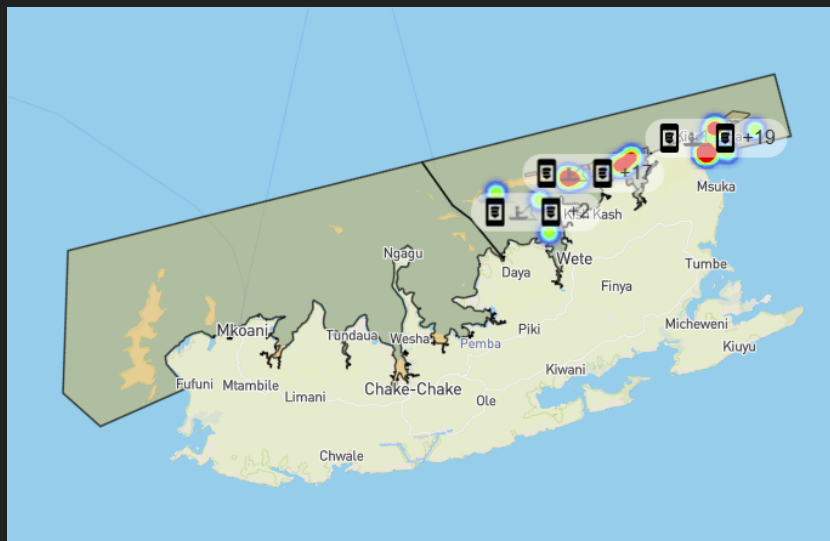 +19
+17
Msuka
+2
Kash
Ngagu
Wete
Daya
Tumbe
Finya
Mkoani
Tundaua
Wesha
Pemba
Piki
Micheweni
Kiuyu
Fufuni
Mtambile
Chake-Chake
Kiwani
Limani
Ole
Chwale